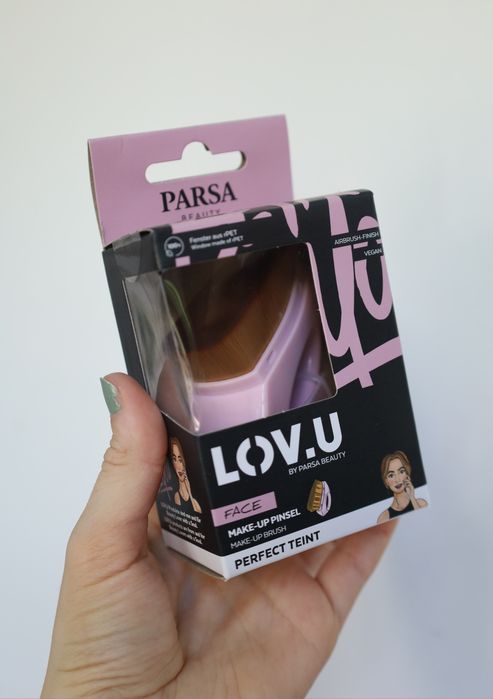 PARSA
BEAUTY
100%
Fenster aus rPET
Window made of rPET
AIRBRUSH-FINISH
VEGAN
LOV.U
BY PARSA BEAUTY
FACE
MAKE-UP PINSEL
MAKE-UP BRUSH
PERFECT TEINT